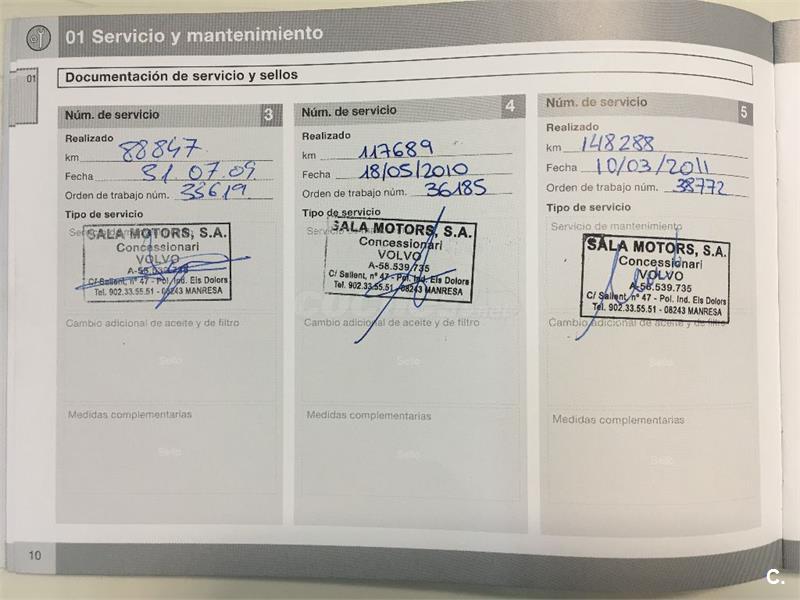 01 Servicio y mantenimiento
01
Documentación de servicio y sellos
Núm. de servicio 3
Realizado
km 88847
Fecha 31.07.09.
Orden de trabajo núm. 33619
Tipo de servicio
SALA MOTORS, S.A.
Concessionari
VOLVO
A-58.539.735
C/ Sallent, nº 47 - Pol. Ind. Els Dolors
Tel. 902.33.55.51 - 08243 MANRESA
Cambio adicional de aceite y de filtro
Sello
Medidas complementarias
Sello
Núm. de servicio 4
Realizado
km 117689
Fecha 18/05/2010
Orden de trabajo núm. 36185
Tipo de servicio
SALA MOTORS, S.A.
Concessionari
VOLVO
A-58.539.735
C/ Sallent, nº 47 - Pol. Ind. Els Dolors
Tel. 902.33.55.51 - 08243 MANRESA
Cambio adicional de aceite y de filtro
Sello
Medidas complementarias
Sello
Núm. de servicio 5
Realizado
km 148288
Fecha 10/03/2011
Orden de trabajo núm. 38772
Tipo de servicio
Servicio de mantenimiento
SALA MOTORS, S.A.
Concessionari
VOLVO
A-58.539.735
C/ Sallent, nº 47 - Pol. Ind. Els Dolors
Tel. 902.33.55.51 - 08243 MANRESA
Cambio adicional de aceite y de filtro
Sello
Medidas complementarias
Sello
10
C.